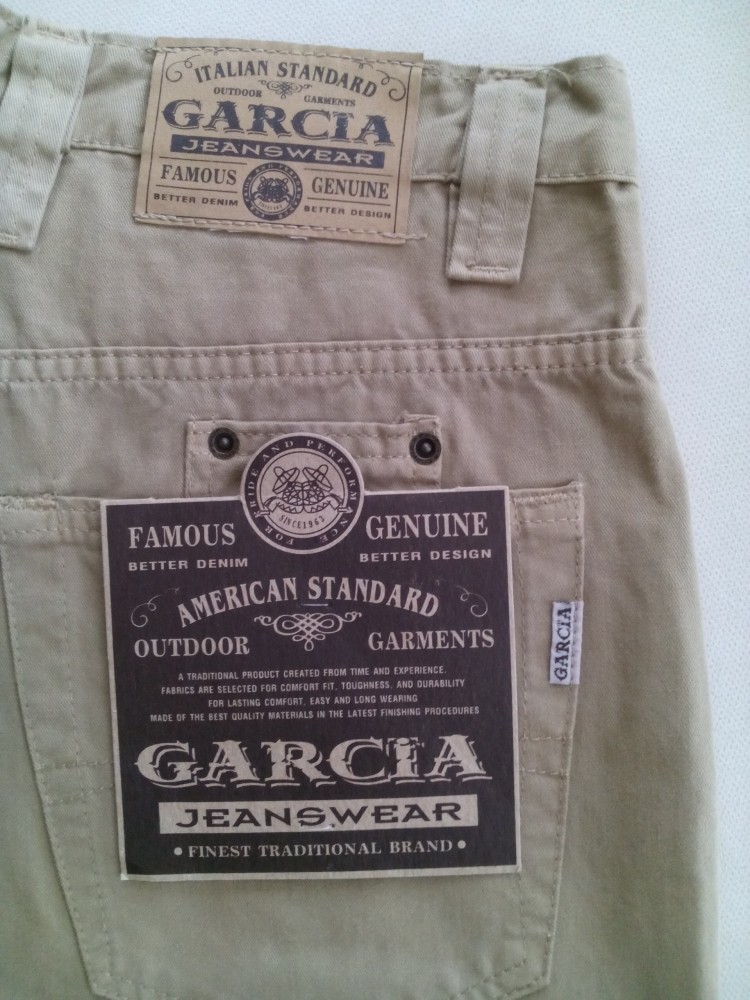 ITALIAN STANDARD
OUTDOOR GARMENTS
GARCIA
JEANSWEAR
FAMOUS GENUINE
BETTER DENIM BETTER DESIGN
FOR RIDE AND PERFORMANCE
SINCE 1963
FAMOUS GENUINE
BETTER DENIM BETTER DESIGN
AMERICAN STANDARD
OUTDOOR GARMENTS
A TRADITIONAL PRODUCT CREATED FROM TIME AND EXPERIENCE.
FABRICS ARE SELECTED FOR COMFORT FIT, TOUGHNESS, AND DURABILITY
FOR LASTING COMFORT, EASY AND LONG WEARING
MADE OF THE BEST QUALITY MATERIALS IN THE LATEST FINISHING PROCEDURES
GARCIA
JEANSWEAR
• FINEST TRADITIONAL BRAND •
GARCIA